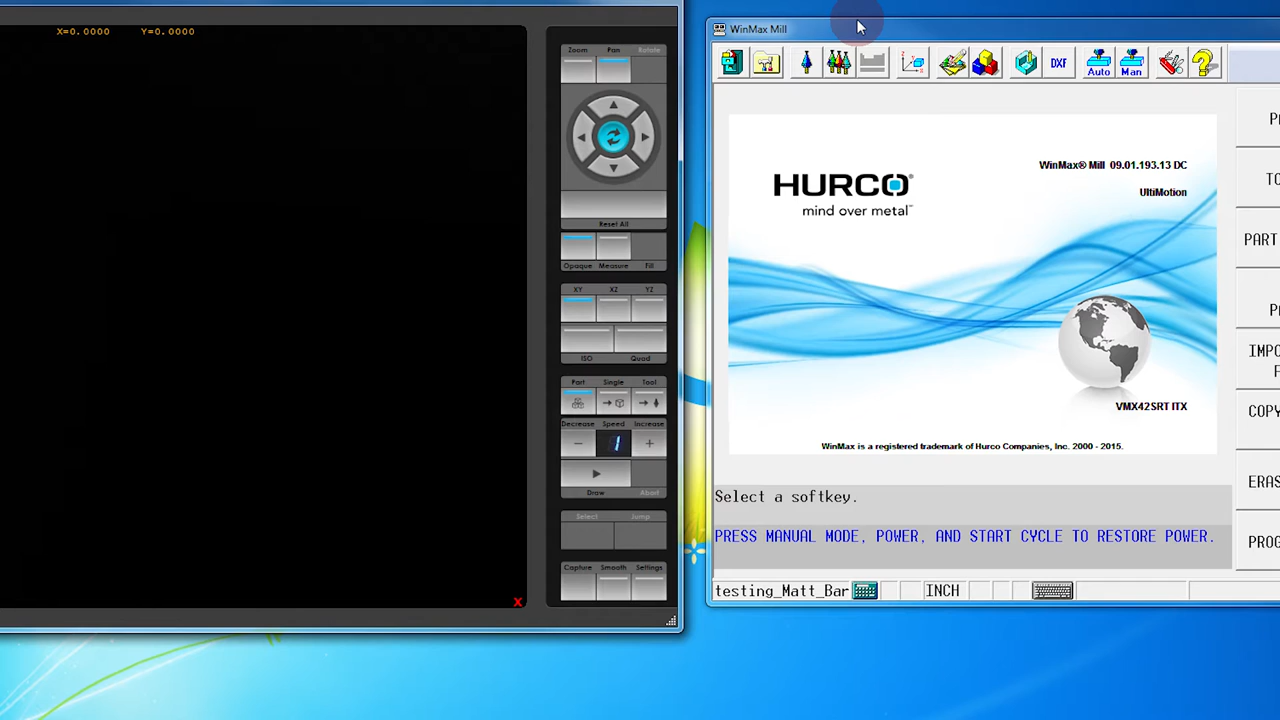 X=0.0000 Y=0.0000
Zoom Pan Rotate
Reset All
Opaque Measure Fill
XY XZ YZ
ISO Quad
Part Single Tool
Decrease Speed Increase
1
Draw Abort
Select Jump
Capture Smooth Settings
X
WinMax Mill
DXF Auto Man
HURCO®
mind over metal™
WinMax® Mill 09.01.193.13 DC
UltiMotion
VMX42SRT ITX
WinMax is a registered trademark of Hurco Companies, Inc. 2000 - 2015.
Select a softkey.
PRESS MANUAL MODE, POWER, AND START CYCLE TO RESTORE POWER.
testing_Matt_Bar INCH
PART
COPY